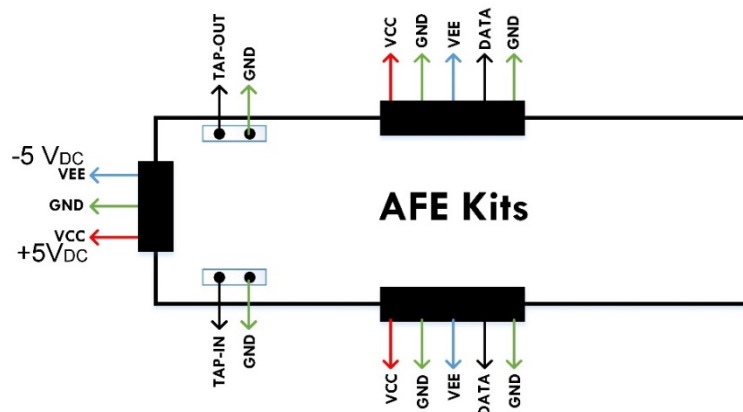 TAP-OUT
GND
VCC
GND
VEE
DATA
GND
-5 VDC
VEE
GND
VCC
+5VDC
AFE Kits
TAP-IN
GND
VCC
GND
VEE
DATA
GND